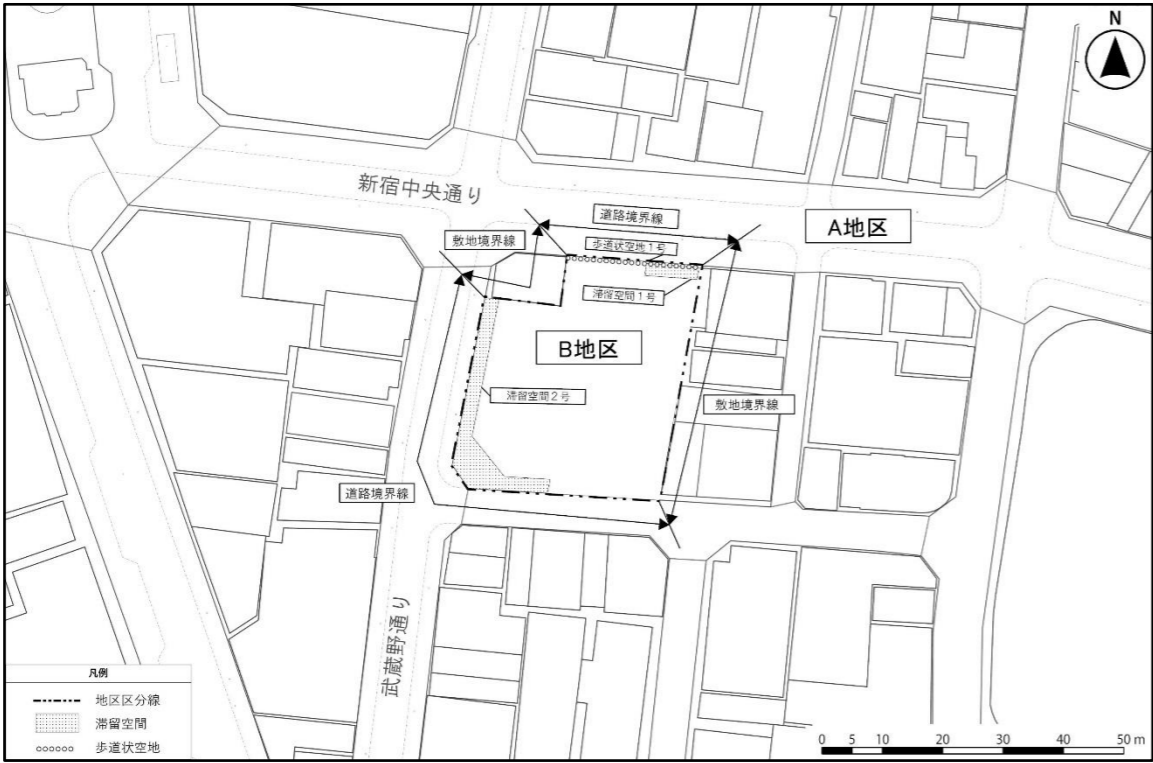 N
新宿中央通り
道路境界線
A地区
敷地境界線
歩道状空地1号
滞留空間1号
B地区
滞留空間2号
敷地境界線
道路境界線
武蔵野通り
凡例
地区区分線
滞留空間
歩道状空地
0 5 10 20 30 40 50 m